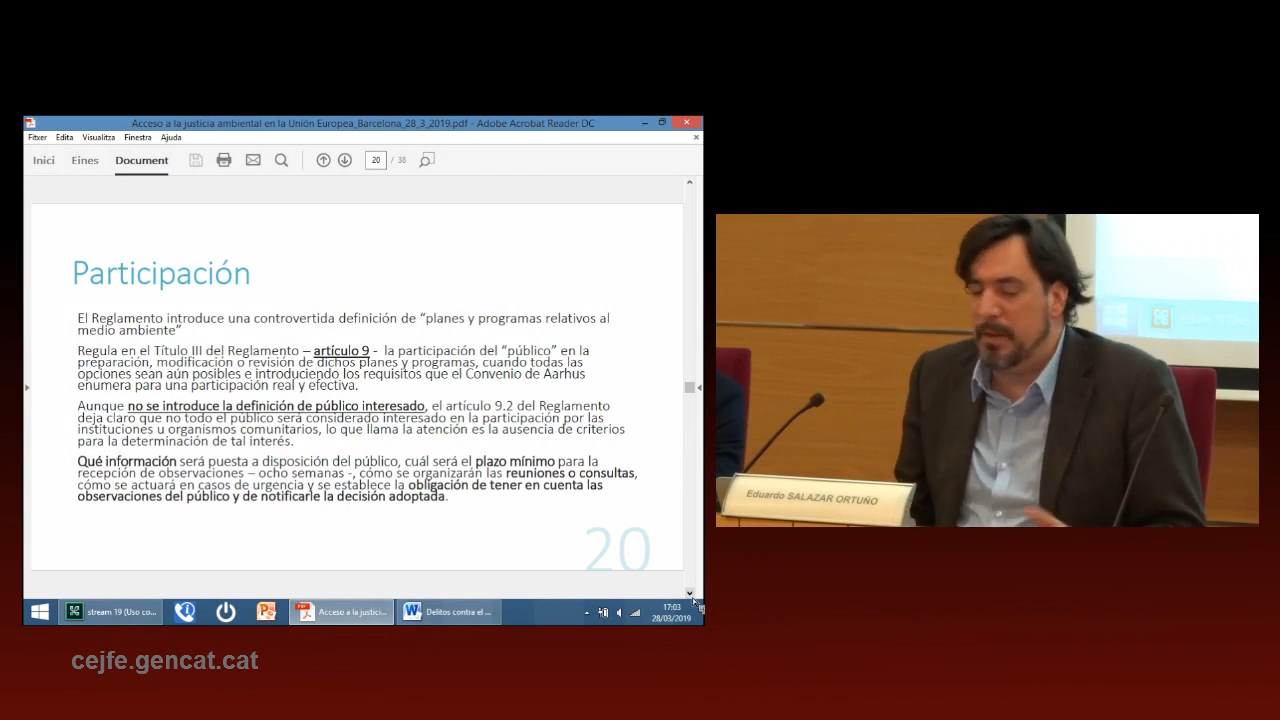 Acceso a la justicia ambiental en la Unión Europea_Barcelona_28_3_2019.pdf - Adobe Acrobat Reader DC
Fitxer Edita Visualitza Finestra Ajuda
Inici Eines Document 20 / 38
Participación
El Reglamento introduce una controvertida definición de “planes y programas relativos al
medio ambiente”
Regula en el Título III del Reglamento – artículo 9 - la participación del “público” en la
preparación, modificación o revisión de dichos planes y programas, cuando todas las
opciones sean aún posibles e introduciendo los requisitos que el Convenio de Aarhus
enumera para una participación real y efectiva.
Aunque no se introduce la definición de público interesado, el artículo 9.2 del Reglamento
deja claro que no todo el público será considerado interesado en la participación por las
instituciones u organismos comunitarios, lo que llama la atención es la ausencia de criterios
para la determinación de tal interés.
Qué información será puesta a disposición del público, cuál será el plazo mínimo para la
recepción de observaciones – ocho semanas -, cómo se organizarán las reuniones o consultas,
cómo se actuará en casos de urgencia y se establece la obligación de tener en cuenta las
observaciones del público y de notificarle la decisión adoptada.
20
stream 19 (Uso co... Acceso a la justici... Delitos contra el ... 17:03
28/03/2019
Eduardo SALAZAR ORTUÑO
cejfe.gencat.cat